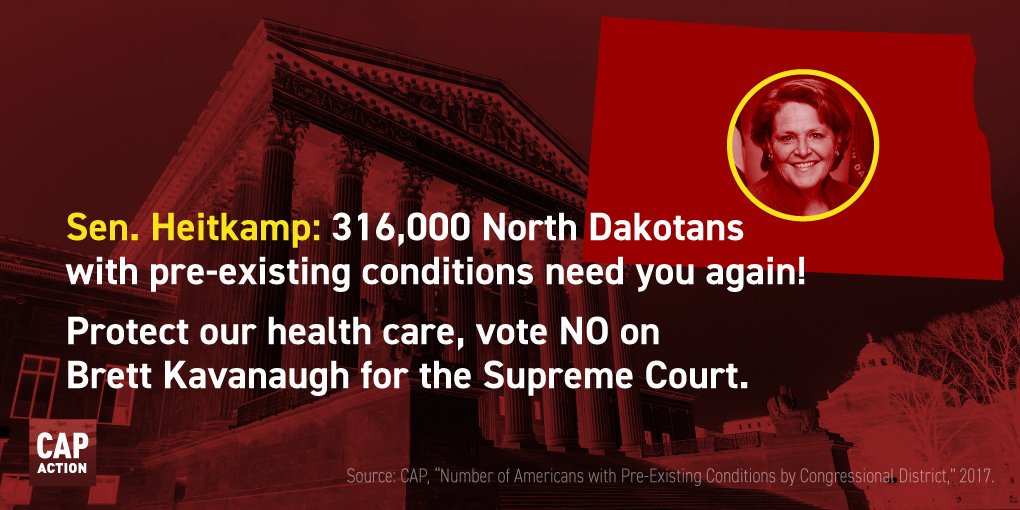 Sen. Heitkamp: 316,000 North Dakotans
with pre-existing conditions need you again!
Protect our health care, vote NO on
Brett Kavanaugh for the Supreme Court.
CAP
ACTION
Source: CAP, “Number of Americans with Pre-Existing Conditions by Congressional District,” 2017.